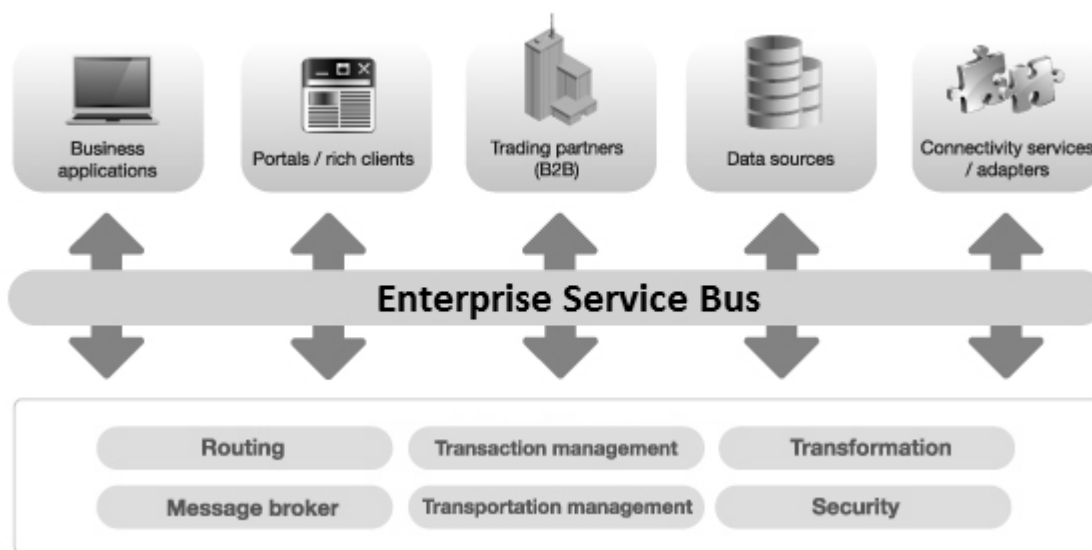 Business
applications
Portals / rich clients
Trading partners
(B2B)
Data sources
Connectivity services
/ adapters
Enterprise Service Bus
Routing
Transaction management
Transformation
Message broker
Transportation management
Security